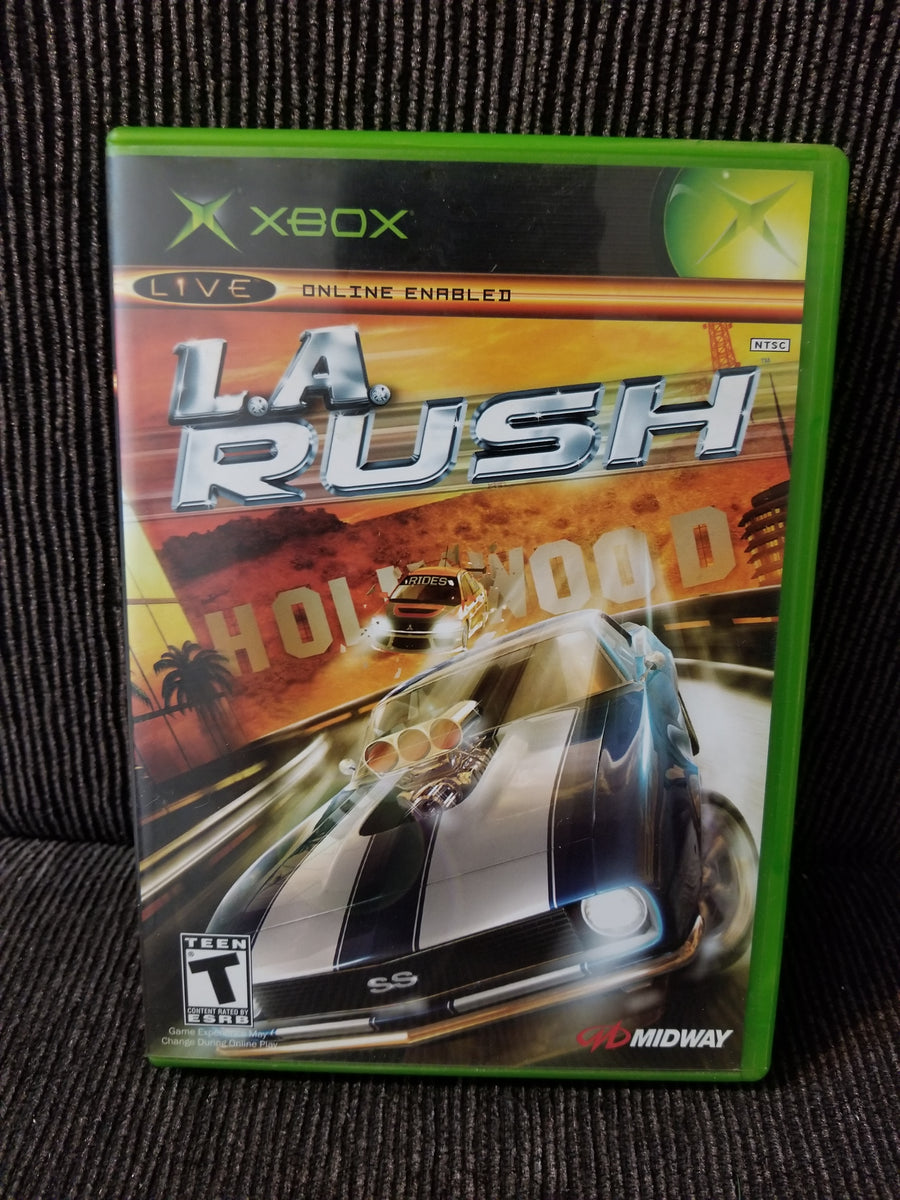 XBOX
LIVE ONLINE ENABLED
NTSC
L.A.
RUSH
TM
HOLLYWOOD
RIDES
SS
TEEN
T
®
CONTENT RATED BY
ESRB
Game Experience May
Change During Online Play
MIDWAY